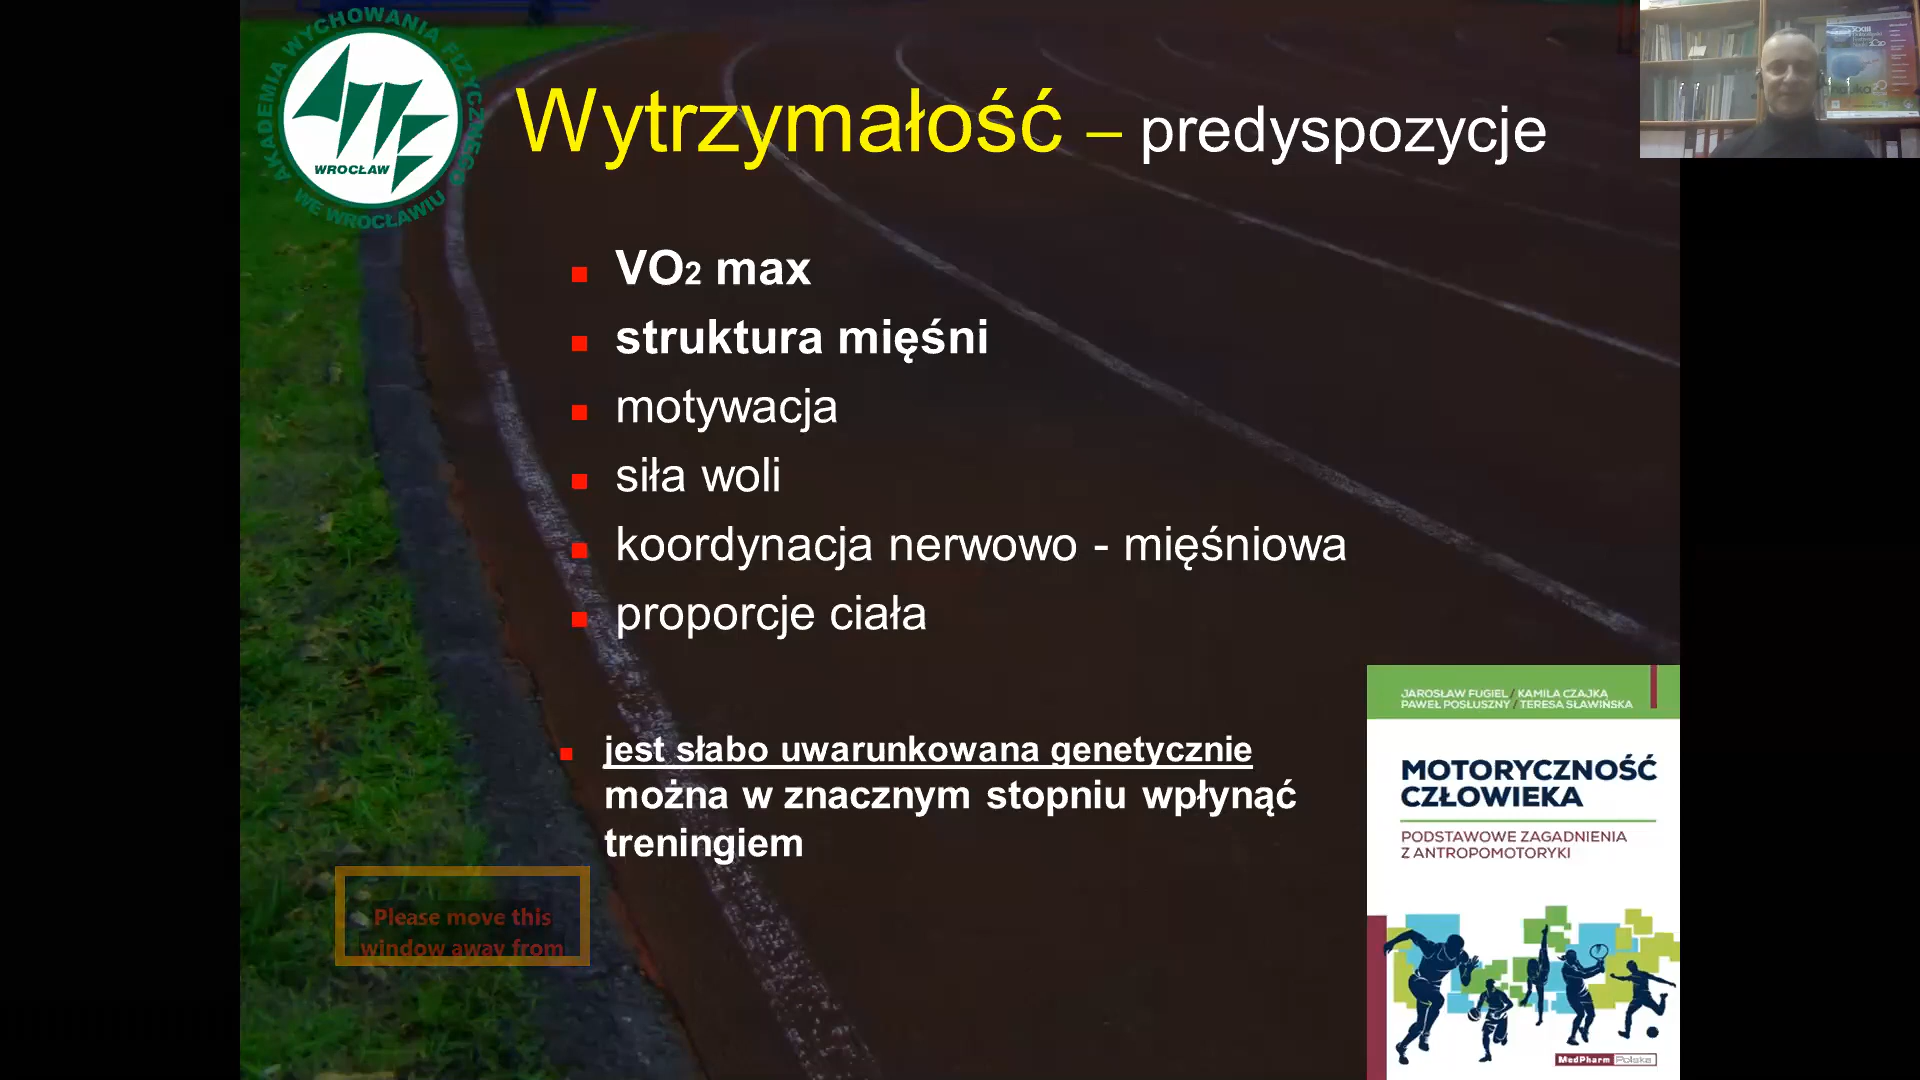 AKADEMIA WYCHOWANIA FIZYCZNEGO
WE WROCŁAWIU
WROCŁAW
Wytrzymałość – predyspozycje
VO2 max
struktura mięśni
motywacja
siła woli
koordynacja nerwowo - mięśniowa
proporcje ciała
jest słabo uwarunkowana genetycznie
można w znacznym stopniu wpłynąć
treningiem
Please move this
window away from
JAROSŁAW FUGIEL / KAMILA CZAJKA
PAWEŁ POSŁUSZNY / TERESA SŁAWIŃSKA
MOTORYCZNOŚĆ
CZŁOWIEKA
PODSTAWOWE ZAGADNIENIA
Z ANTROPOMOTORYKI
MedPharm Polska
XXIII